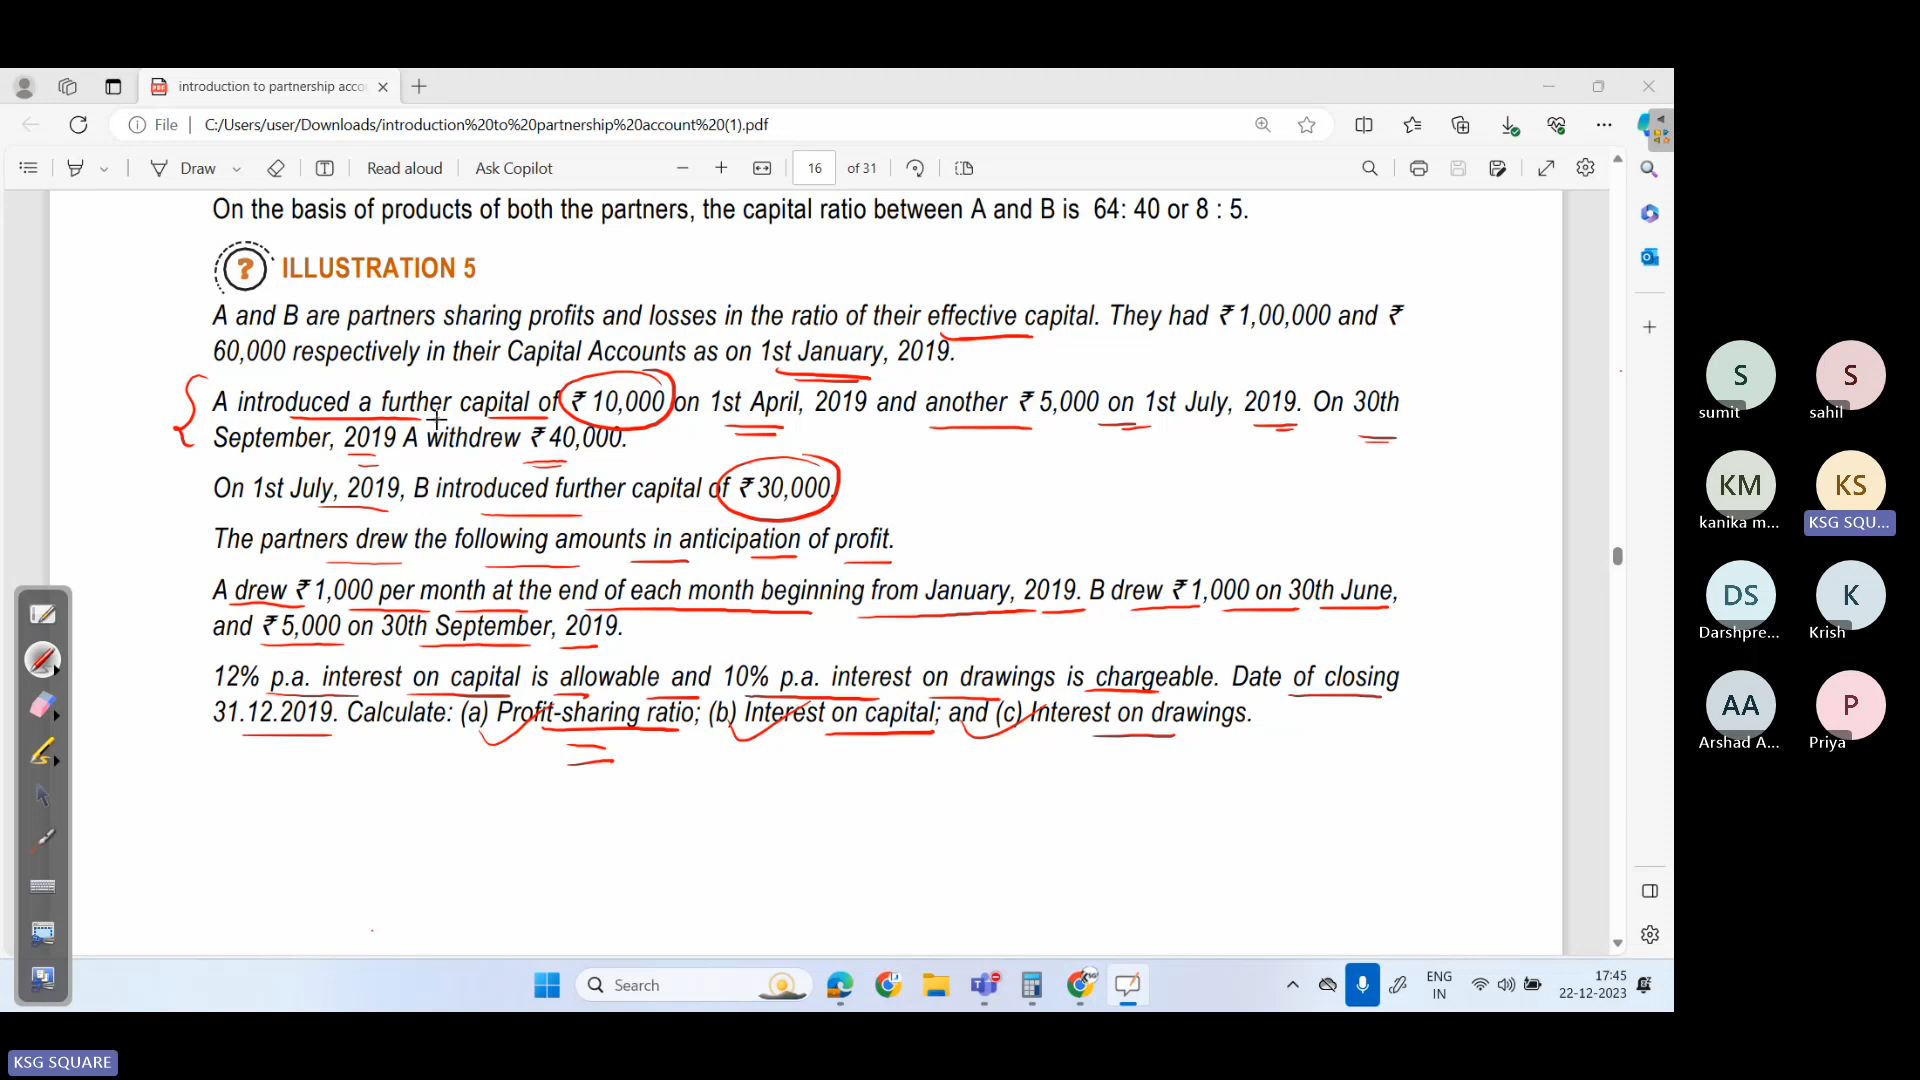 introduction to partnership acco
File
C:/Users/user/Downloads/introduction%20to%20partnership%20account%20(1).pdf
Draw
Read aloud
Ask Copilot
16
of 31
On the basis of products of both the partners, the capital ratio between A and B is 64: 40 or 8 : 5.
? ILLUSTRATION 5
A and B are partners sharing profits and losses in the ratio of their effective capital. They had ₹ 1,00,000 and ₹
60,000 respectively in their Capital Accounts as on 1st January, 2019.
A introduced a further capital of ₹ 10,000 on 1st April, 2019 and another ₹ 5,000 on 1st July, 2019. On 30th
September, 2019 A withdrew ₹ 40,000.
On 1st July, 2019, B introduced further capital of ₹ 30,000.
The partners drew the following amounts in anticipation of profit.
A drew ₹ 1,000 per month at the end of each month beginning from January, 2019. B drew ₹ 1,000 on 30th June,
and ₹ 5,000 on 30th September, 2019.
12% p.a. interest on capital is allowable and 10% p.a. interest on drawings is chargeable. Date of closing
31.12.2019. Calculate: (a) Profit-sharing ratio; (b) Interest on capital; and (c) Interest on drawings.
S
sumit
S
sahil
KM
kanika m...
KS
KSG SQU...
DS
Darshpre...
K
Krish
AA
Arshad A...
P
Priya
Search
ENG
IN
17:45
22-12-2023
KSG SQUARE